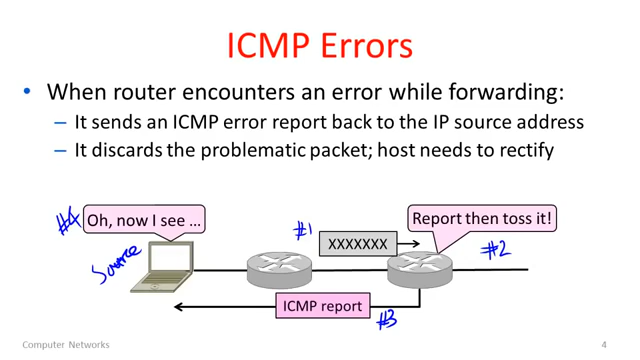 ICMP Errors
• When router encounters an error while forwarding:
– It sends an ICMP error report back to the IP source address
– It discards the problematic packet; host needs to rectify
#4 Oh, now I see ...
Report then toss it!
#1
XXXXXXX
#2
Source
ICMP report
#3
Computer Networks
4